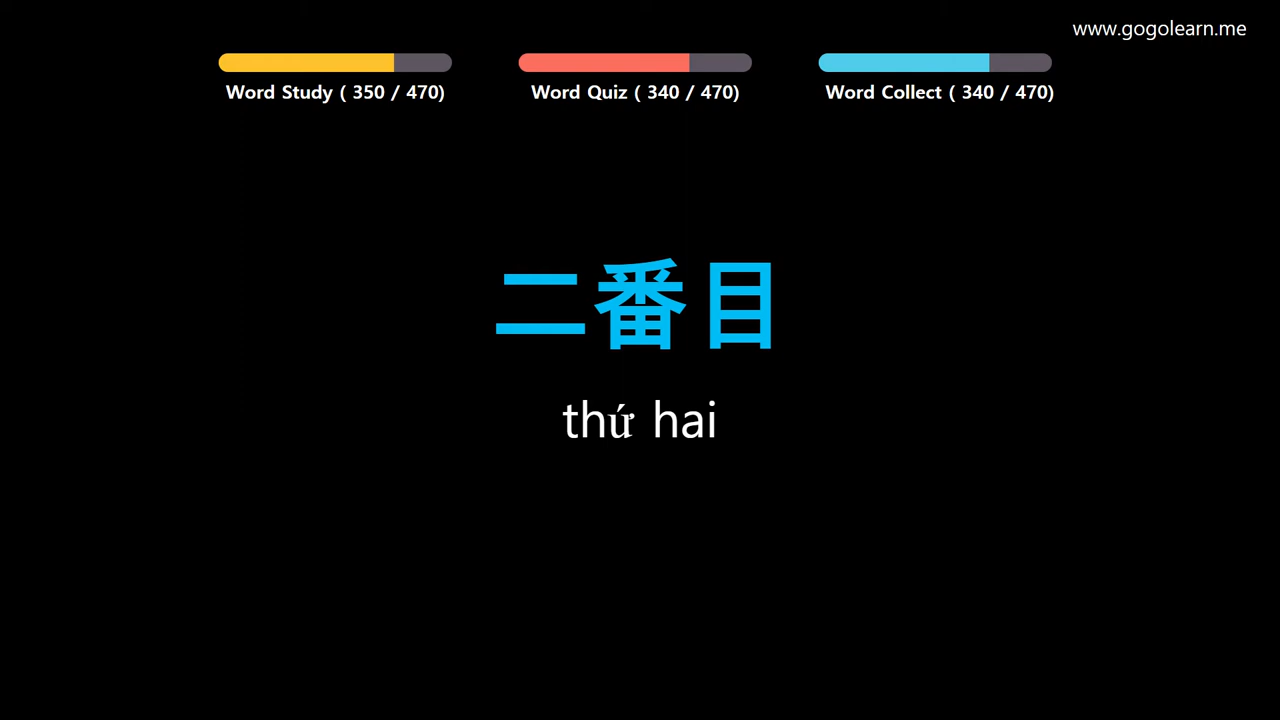 www.gogolearn.me
Word Study ( 350 / 470)
Word Quiz ( 340 / 470)
Word Collect ( 340 / 470)
二番目
thứ hai